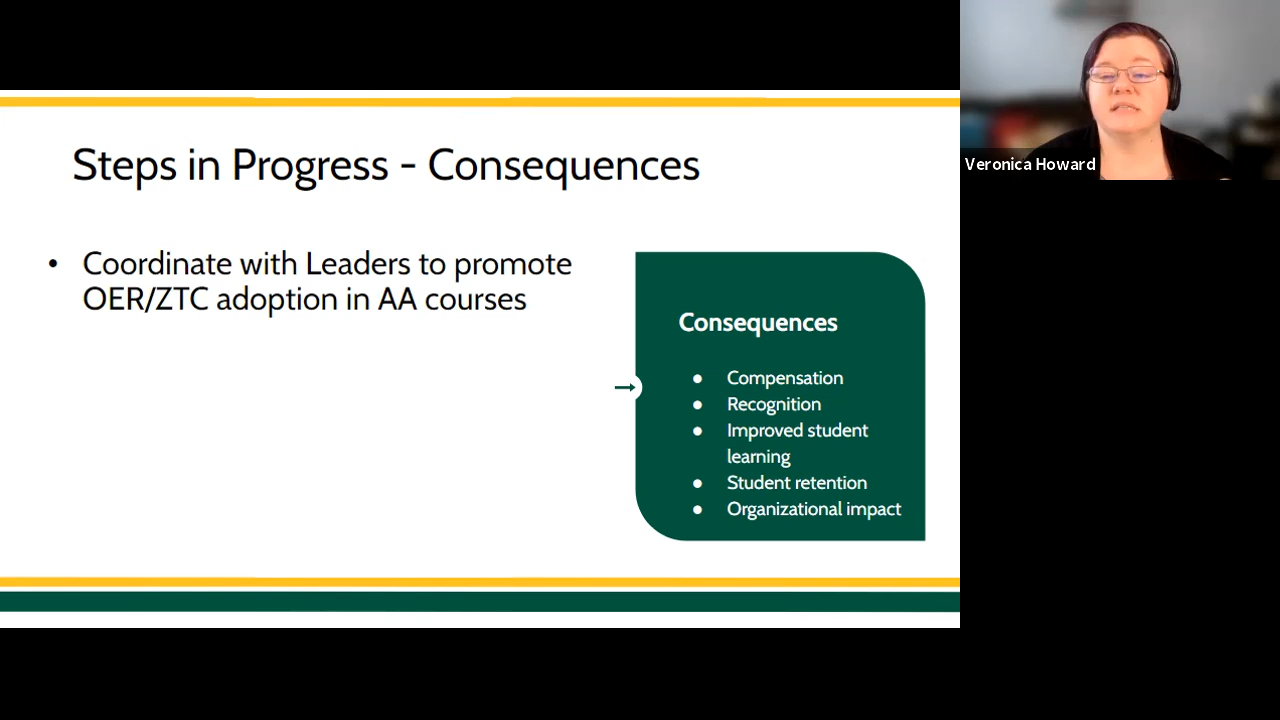 Steps in Progress - Consequences
• Coordinate with Leaders to promote
OER/ZTC adoption in AA courses
Consequences
● Compensation
● Recognition
● Improved student
learning
● Student retention
● Organizational impact
Veronica Howard